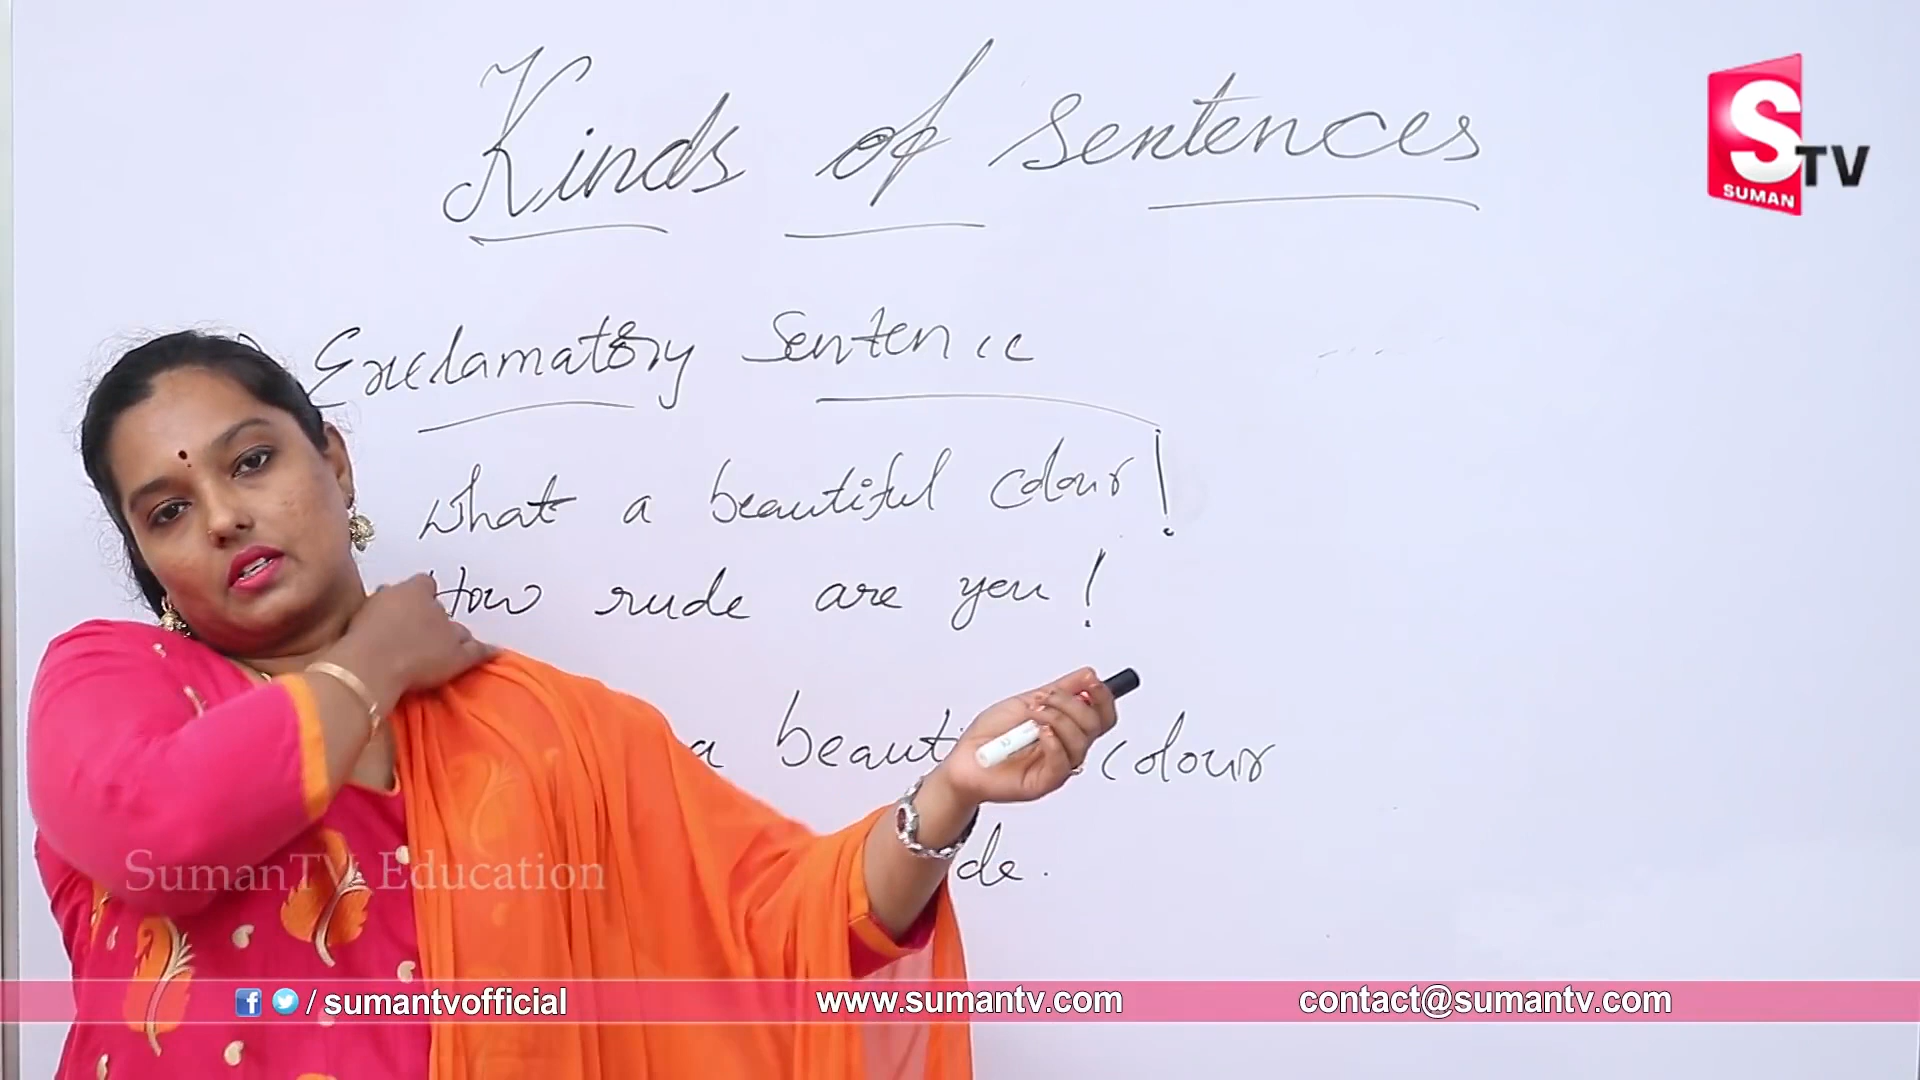 Kinds of Sentences
S TV
SUMAN
Exclamatory Sentence
What a beautiful colour!
How rude are you!
a beauti colour
de.
SumanTV Education
/ sumantvofficial
www.sumantv.com
contact@sumantv.com